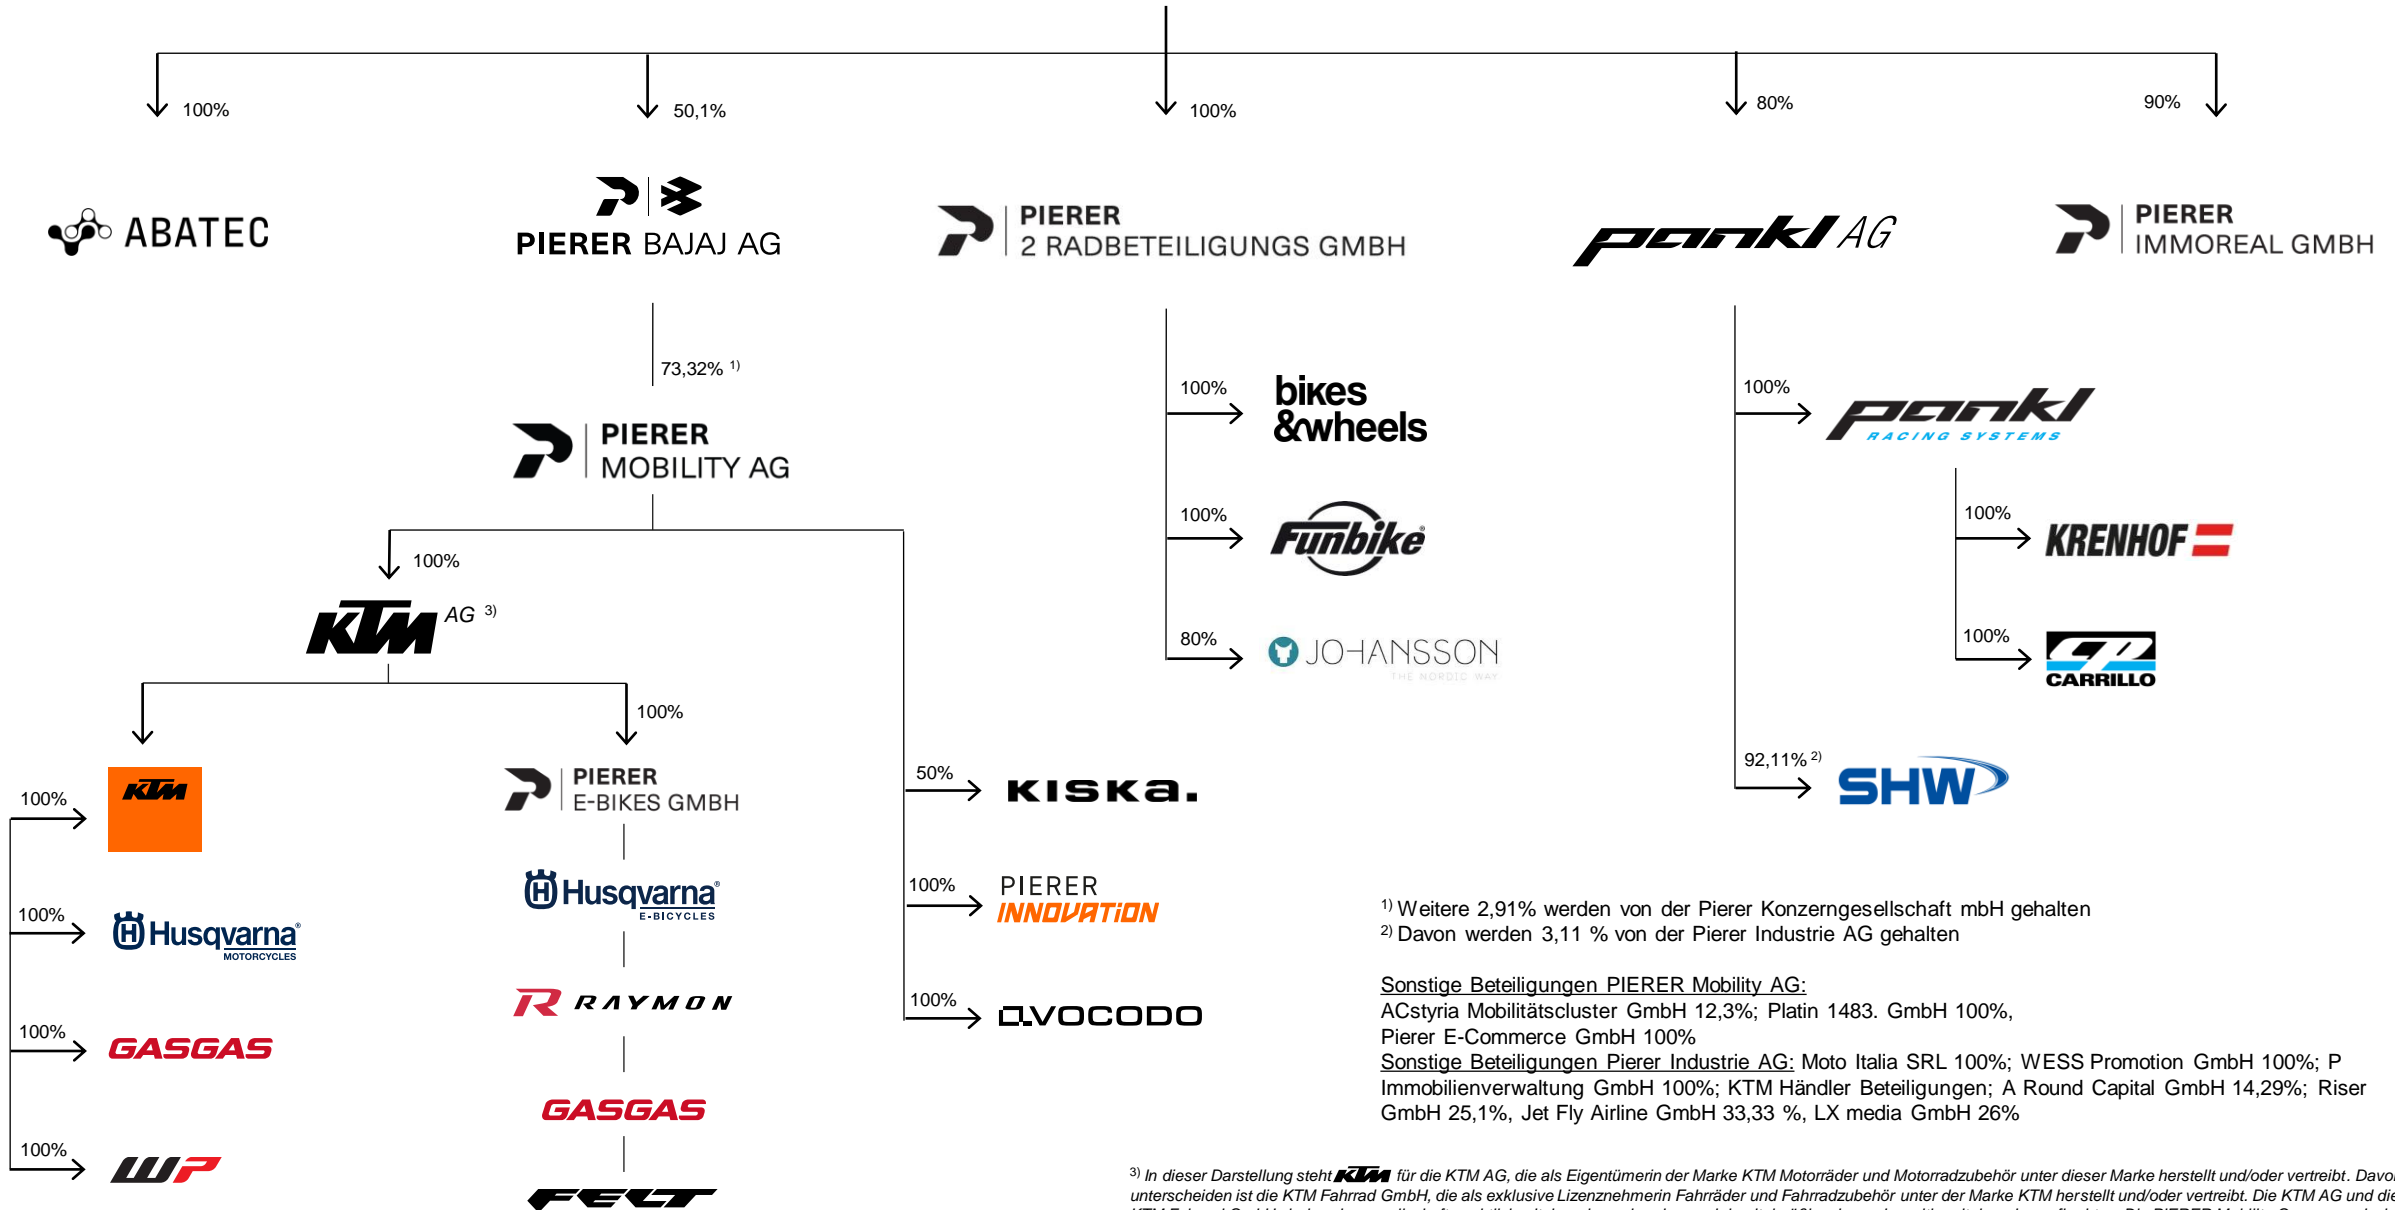 100%
50,1%
100%
80%
90%
ABATEC
PIERER BAJAJ AG
PIERER
2 RADBETEILIGUNGS GMBH
pankl AG
PIERER
IMMOREAL GMBH
73,32% 1)
PIERER
MOBILITY AG
100%
bikes
&wheels
100%
Funbike®
80%
JOHANSSON
THE NORDIC WAY
100%
pankl
RACING SYSTEMS
100%
KRENHOF
100%
CP
CARRILLO
92,11% 2)
SHW
100%
KTM AG 3)
100%
100%
KTM
100%
Husqvarna®
MOTORCYCLES
100%
GASGAS
100%
WP
PIERER
E-BIKES GMBH
Husqvarna®
E-BICYCLES
R RAYMON
GASGAS
FELT
50%
KISKA.
100%
PIERER
INNOVATION
100%
AVOCODO
1) Weitere 2,91% werden von der Pierer Konzerngesellschaft mbH gehalten
2) Davon werden 3,11 % von der Pierer Industrie AG gehalten
Sonstige Beteiligungen PIERER Mobility AG:
ACstyria Mobilitätscluster GmbH 12,3%; Platin 1483. GmbH 100%,
Pierer E-Commerce GmbH 100%
Sonstige Beteiligungen Pierer Industrie AG: Moto Italia SRL 100%; WESS Promotion GmbH 100%; P
Immobilienverwaltung GmbH 100%; KTM Händler Beteiligungen; A Round Capital GmbH 14,29%; Riser
GmbH 25,1%, Jet Fly Airline GmbH 33,33 %, LX media GmbH 26%
3) In dieser Darstellung steht KTM für die KTM AG, die als Eigentümerin der Marke KTM Motorräder und Motorradzubehör unter dieser Marke herstellt und/oder vertreibt. Davo
unterscheiden ist die KTM Fahrrad GmbH, die als exklusive Lizenznehmerin Fahrräder und Fahrradzubehör unter der Marke KTM herstellt und/oder vertreibt. Die KTM AG und die